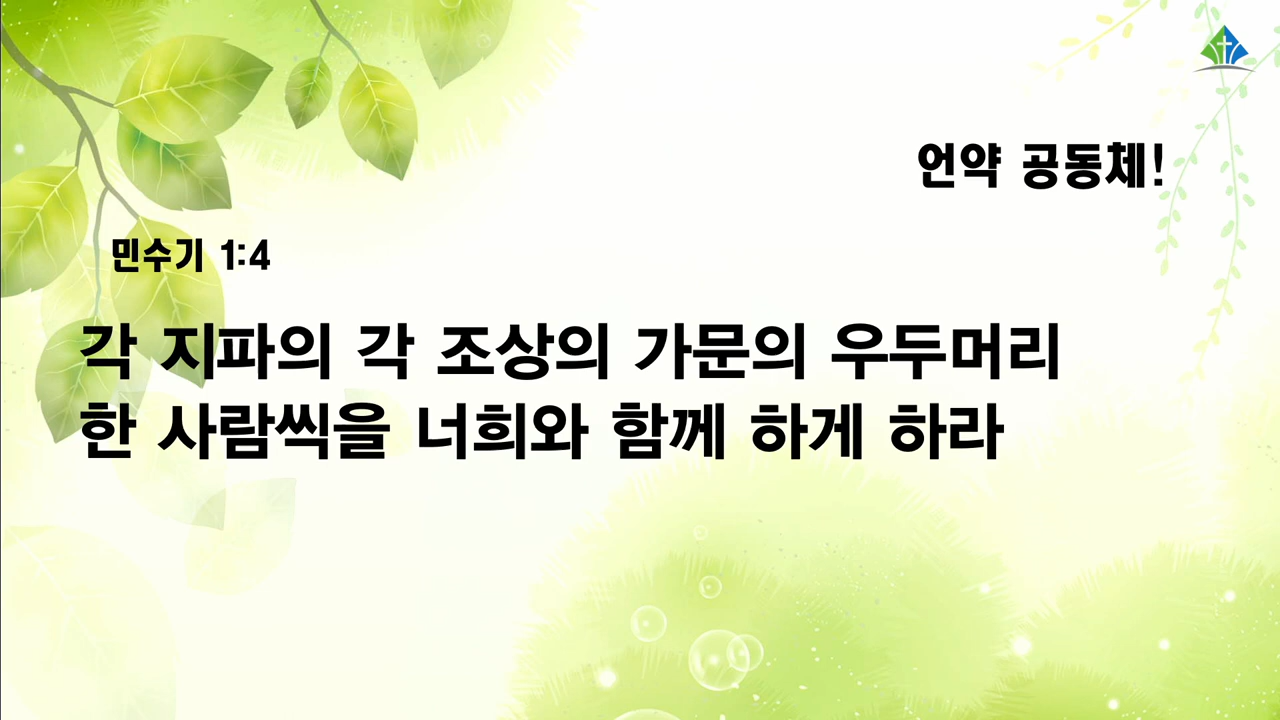 언약 공동체!
민수기 1:4
각 지파의 각 조상의 가문의 우두머리
한 사람씩을 너희와 함께 하게 하라